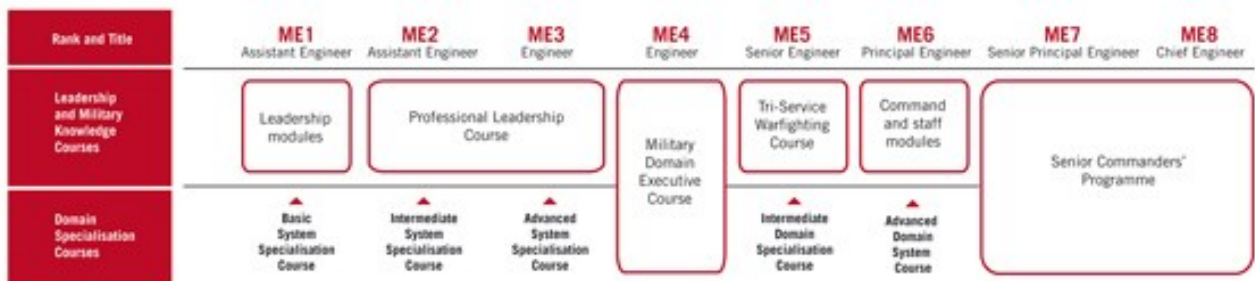 Rank and Title
ME1
Assistant Engineer
ME2
Assistant Engineer
ME3
Engineer
ME4
Engineer
ME5
Senior Engineer
ME6
Principal Engineer
ME7
Senior Principal Engineer
ME8
Chief Engineer
Leadership
and Military
Knowledge
Courses
Leadership
modules
Professional Leadership
Course
Military
Domain
Executive
Course
Tri-Service
Warfighting
Course
Command
and staff
modules
Senior Commanders'
Programme
Domain
Specialisation
Courses
Basic
System
Specialisation
Course
Intermediate
System
Specialisation
Course
Advanced
System
Specialisation
Course
Intermediate
Domain
Specialisation
Course
Advanced
Domain
System
Course